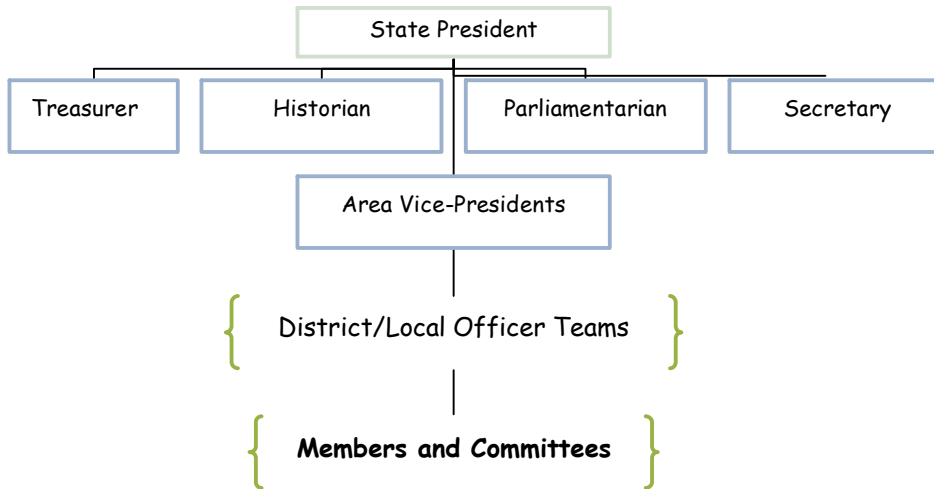 State President
Treasurer
Historian
Parliamentarian
Secretary
Area Vice-Presidents
District/Local Officer Teams
Members and Committees